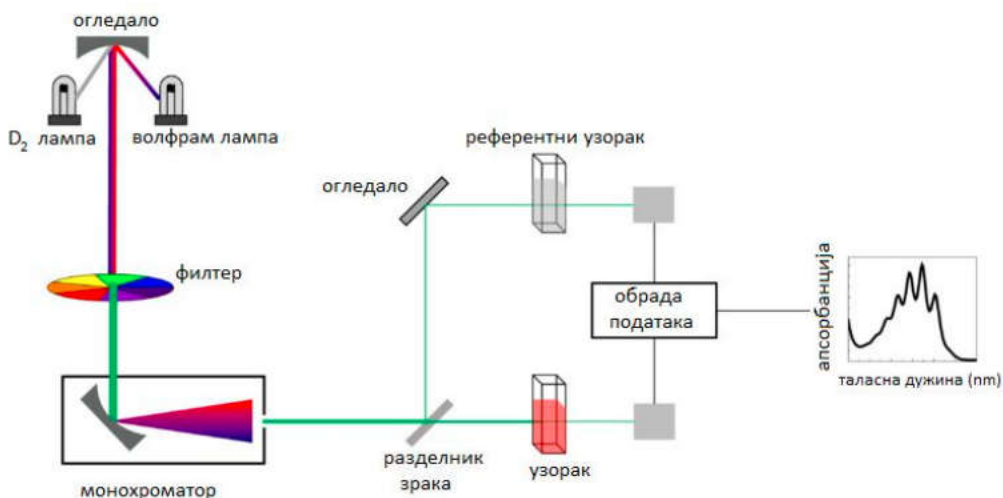 огледало
D₂ лампа
волфрам лампа
филтер
монохроматор
огледало
референтни узорак
разделник
зрака
узорак
обрада
података
апсорбанција
таласна дужина (nm)